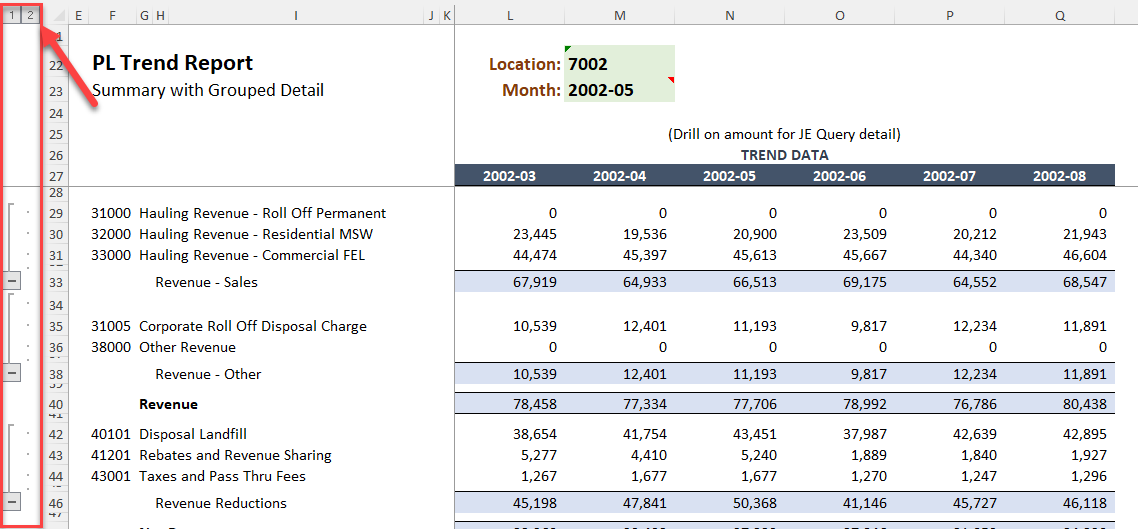 1 2 E F G H I J K L M N O P Q
22 PL Trend Report Location: 7002
23 Summary with Grouped Detail Month: 2002-05
24
25 (Drill on amount for JE Query detail)
26 TREND DATA
27 2002-03 2002-04 2002-05 2002-06 2002-07 2002-08
28
29 31000 Hauling Revenue - Roll Off Permanent 0 0 0 0 0 0
30 32000 Hauling Revenue - Residential MSW 23,445 19,536 20,900 23,509 20,212 21,943
31 33000 Hauling Revenue - Commercial FEL 44,474 45,397 45,613 45,667 44,340 46,604
33 Revenue - Sales 67,919 64,933 66,513 69,175 64,552 68,547
34
35 31005 Corporate Roll Off Disposal Charge 10,539 12,401 11,193 9,817 12,234 11,891
36 38000 Other Revenue 0 0 0 0 0 0
38 Revenue - Other 10,539 12,401 11,193 9,817 12,234 11,891
40 Revenue 78,458 77,334 77,706 78,992 76,786 80,438
41
42 40101 Disposal Landfill 38,654 41,754 43,451 37,987 42,639 42,895
43 41201 Rebates and Revenue Sharing 5,277 4,410 5,240 1,889 1,840 1,927
44 43001 Taxes and Pass Thru Fees 1,267 1,677 1,677 1,270 1,247 1,296
46 Revenue Reductions 45,198 47,841 50,368 41,146 45,727 46,118
47